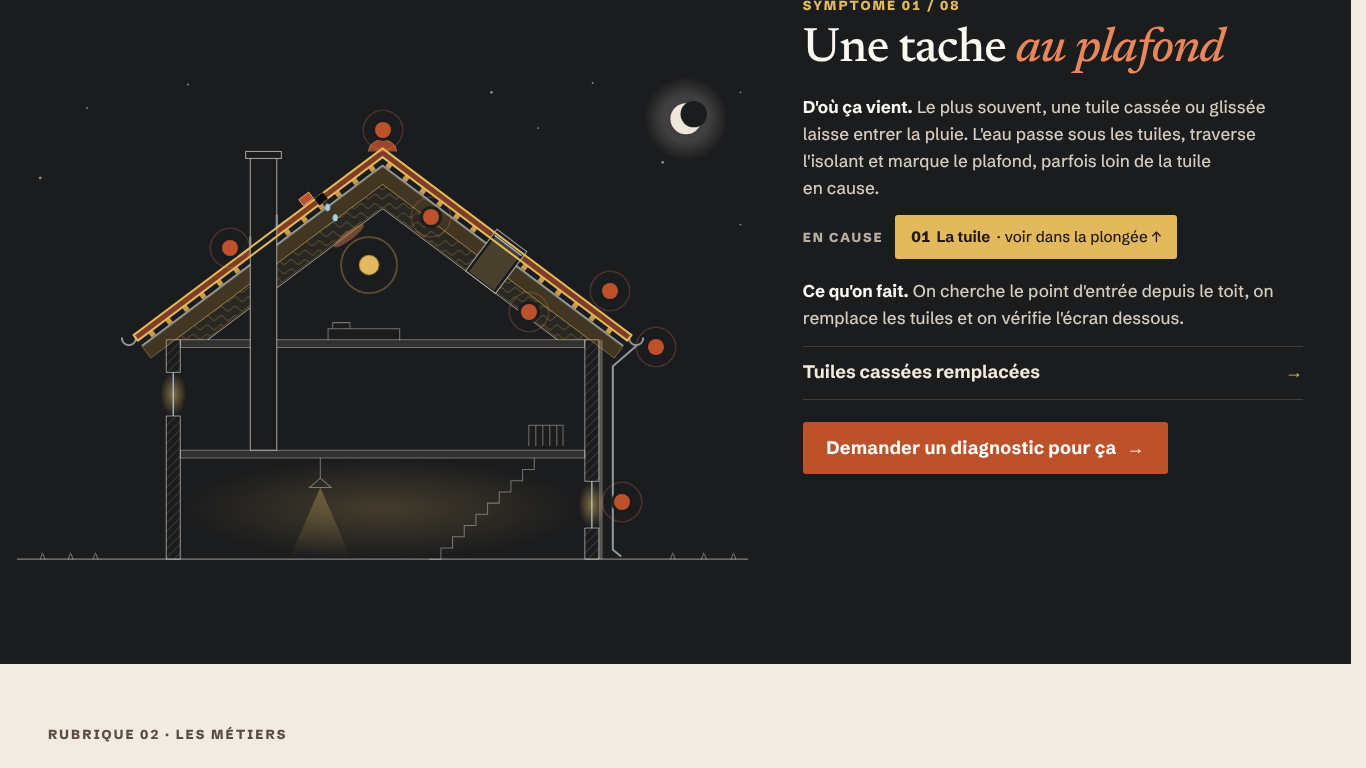 SYMPTÔME 01 / 08
Une tache au plafond
D'où ça vient. Le plus souvent, une tuile cassée ou glissée
laisse entrer la pluie. L'eau passe sous les tuiles, traverse
l'isolant et marque le plafond, parfois loin de la tuile
en cause.
EN CAUSE 01 La tuile · voir dans la plongée ↑
Ce qu'on fait. On cherche le point d'entrée depuis le toit, on
remplace les tuiles et on vérifie l'écran dessous.
Tuiles cassées remplacées →
Demander un diagnostic pour ça →
RUBRIQUE 02 · LES MÉTIERS